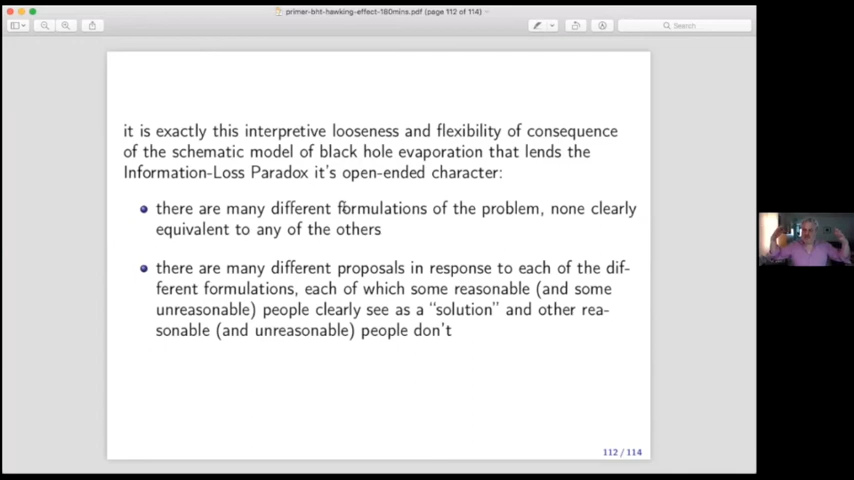 primer-bht-hawking-effect-180mins.pdf (page 112 of 114)
Search
it is exactly this interpretive looseness and flexibility of consequence
of the schematic model of black hole evaporation that lends the
Information-Loss Paradox it's open-ended character:
there are many different formulations of the problem, none clearly
equivalent to any of the others
there are many different proposals in response to each of the dif-
ferent formulations, each of which some reasonable (and some
unreasonable) people clearly see as a “solution” and other rea-
sonable (and unreasonable) people don't
112 / 114